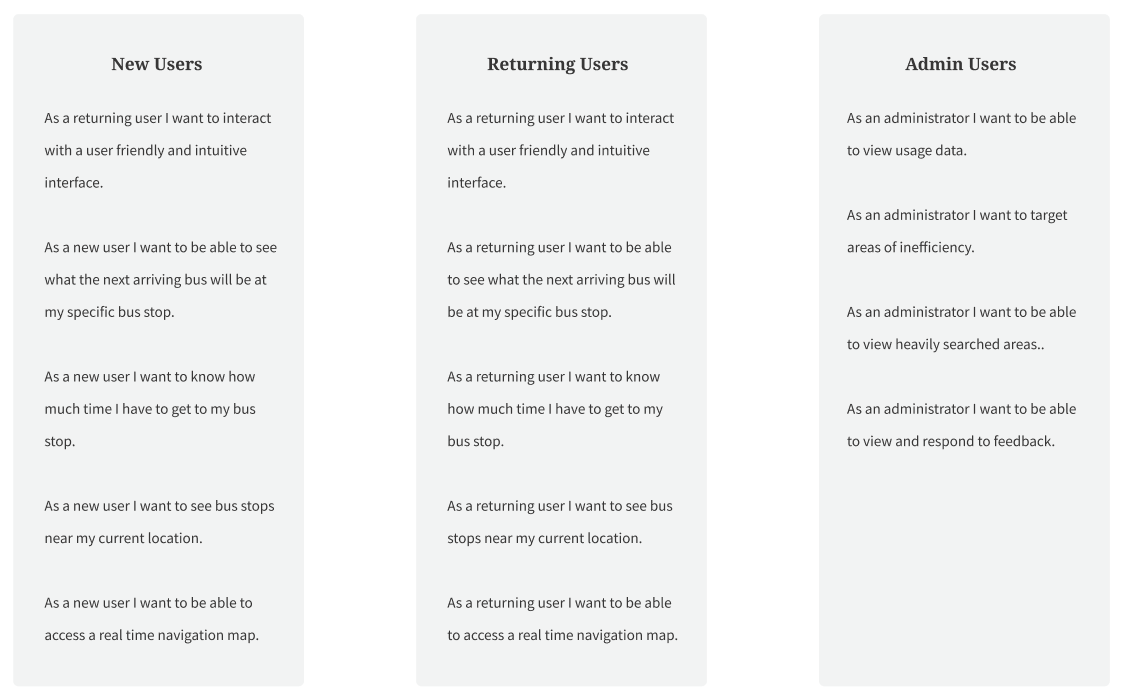 New Users
As a returning user I want to interact
with a user friendly and intuitive
interface.
As a new user I want to be able to see
what the next arriving bus will be at
my specific bus stop.
As a new user I want to know how
much time I have to get to my bus
stop.
As a new user I want to see bus stops
near my current location.
As a new user I want to be able to
access a real time navigation map.
Returning Users
As a returning user I want to interact
with a user friendly and intuitive
interface.
As a returning user I want to be able
to see what the next arriving bus will
be at my specific bus stop.
As a returning user I want to know
how much time I have to get to my
bus stop.
As a returning user I want to see bus
stops near my current location.
As a returning user I want to be able
to access a real time navigation map.
Admin Users
As an administrator I want to be able
to view usage data.
As an administrator I want to target
areas of inefficiency.
As an administrator I want to be able
to view heavily searched areas..
As an administrator I want to be able
to view and respond to feedback.